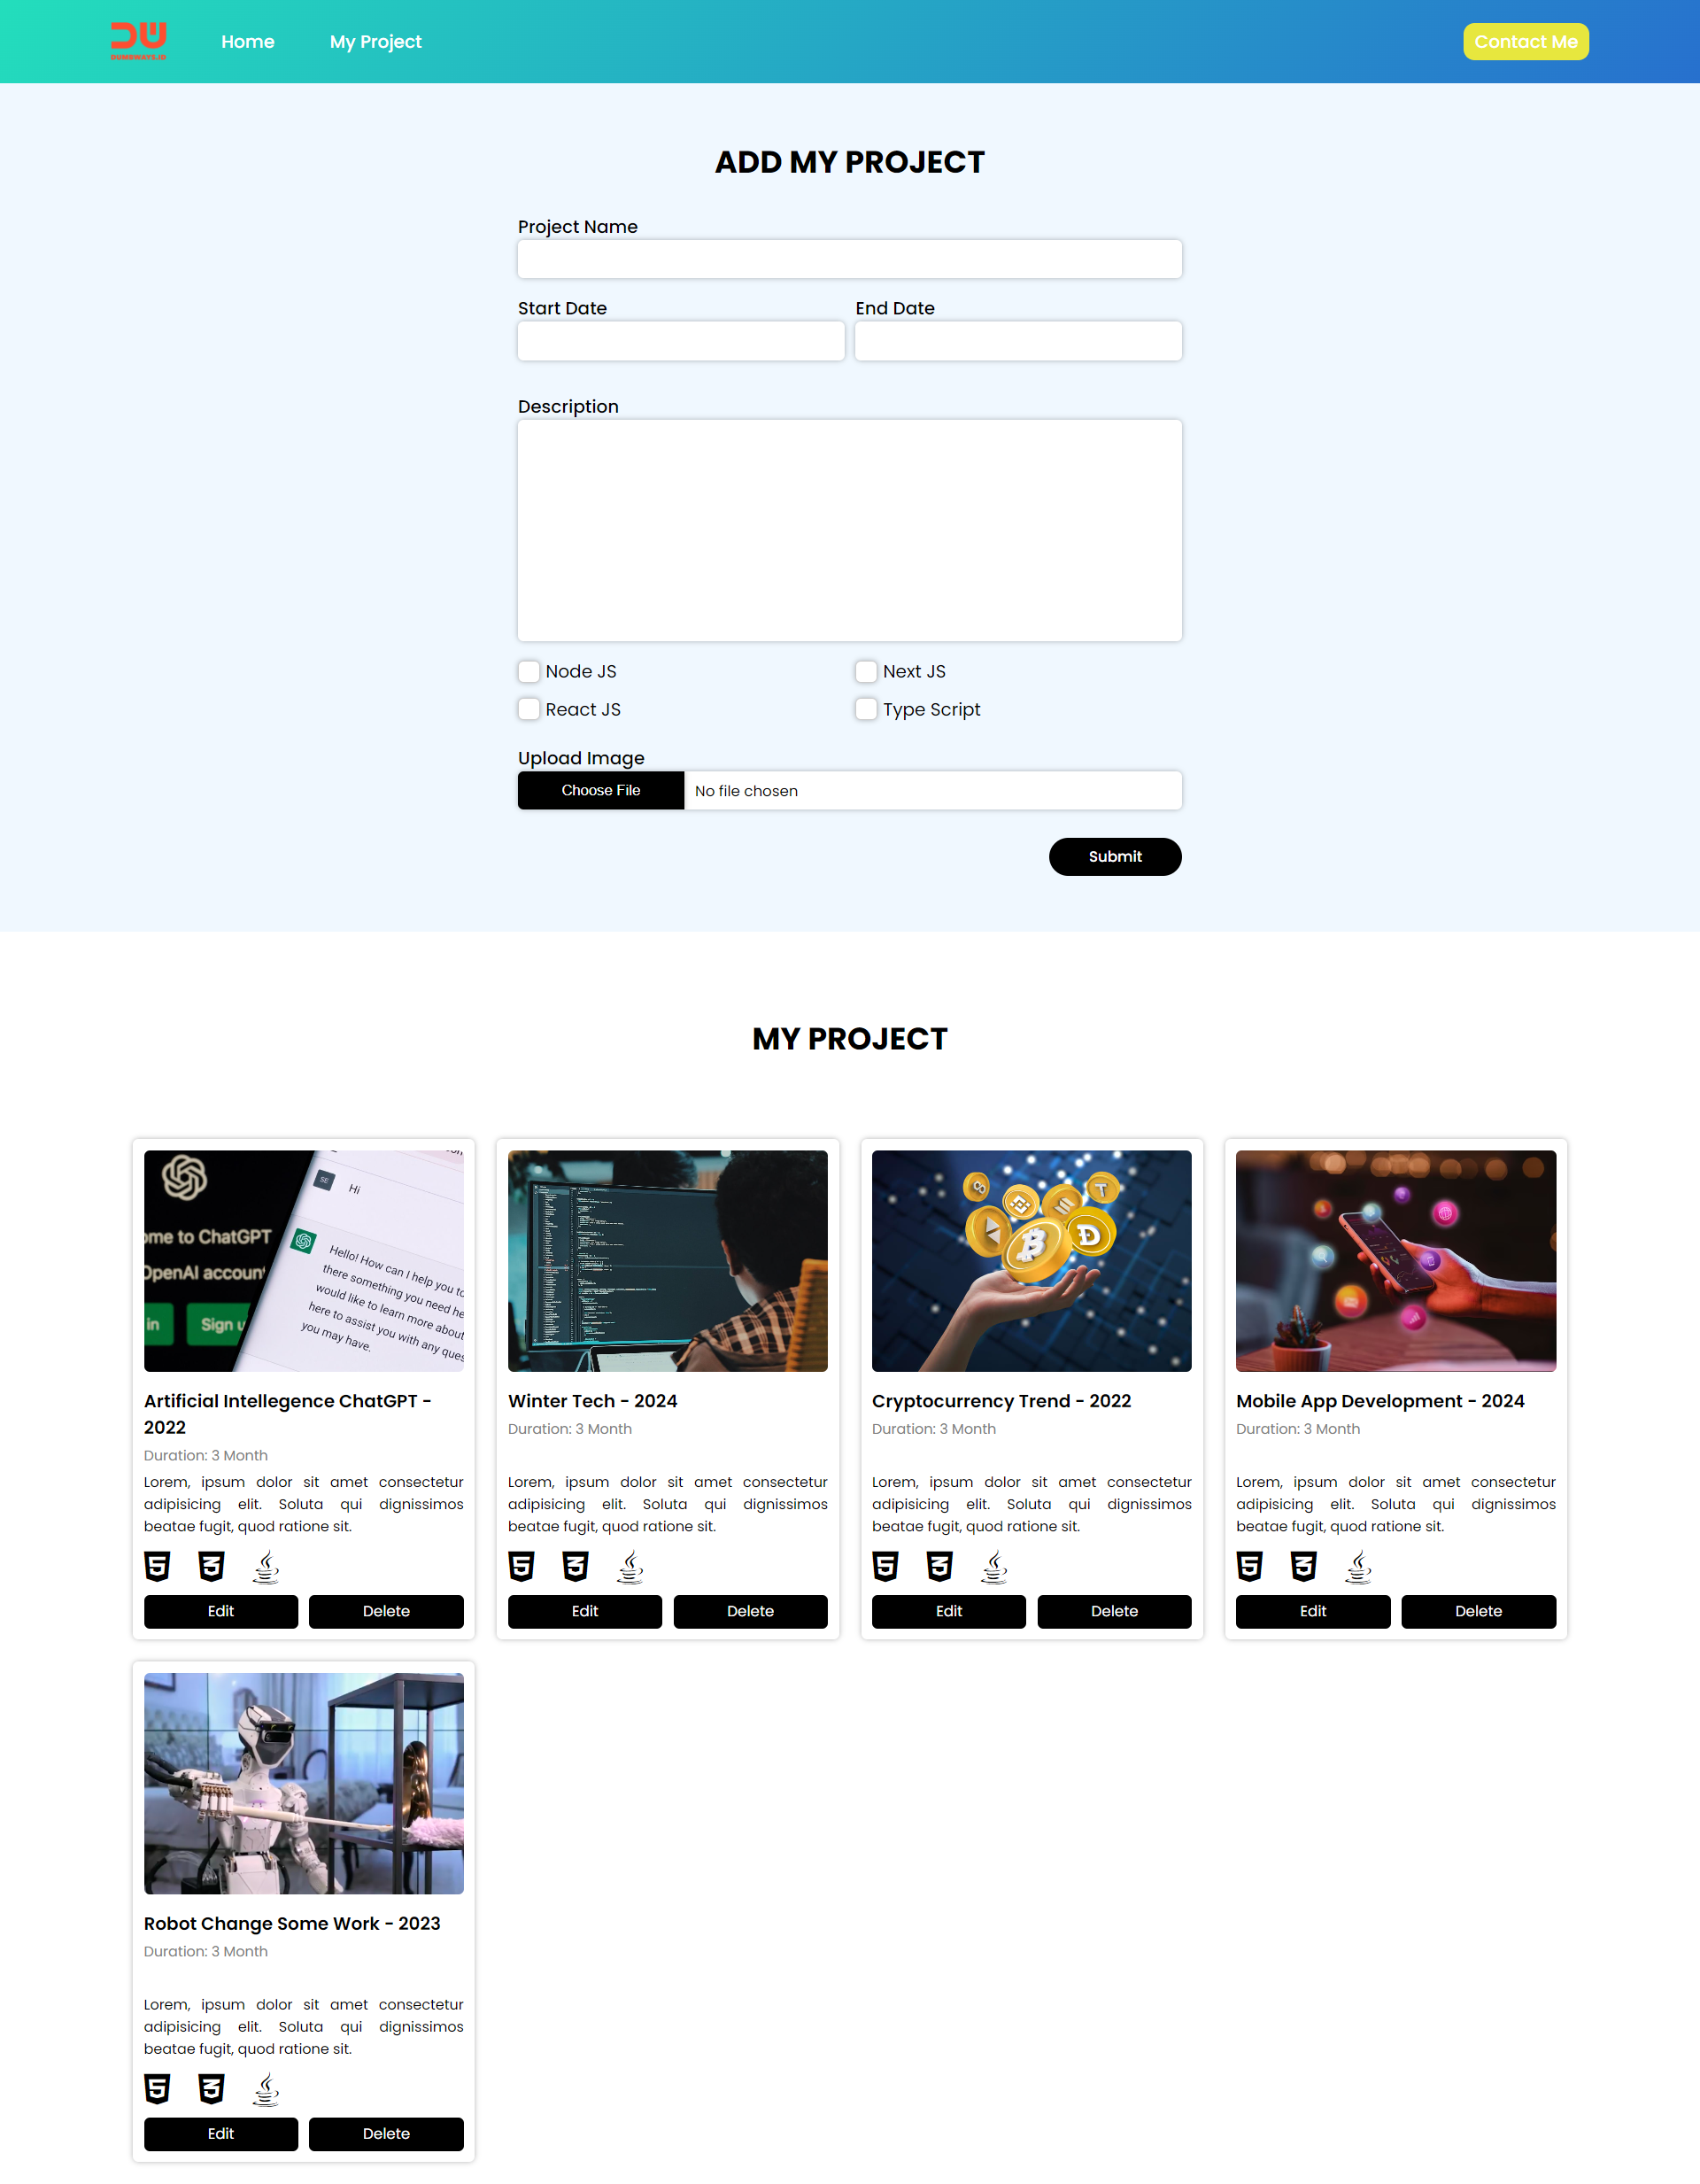 DUMBWAYS.ID
Home
My Project
Contact Me
ADD MY PROJECT
Project Name
Start Date
End Date
Description
Node JS
Next JS
React JS
Type Script
Upload Image
Choose File
No file chosen
Submit
MY PROJECT
SE
Hi
ome to ChatGPT
OpenAI account
in
Sign u
Hello! How can I help you to
there something you need he
would like to learn more about
here to assist you with any ques
you may have.
Artificial Intellegence ChatGPT -
2022
Duration: 3 Month
Lorem, ipsum dolor sit amet consectetur
adipisicing elit. Soluta qui dignissimos
beatae fugit, quod ratione sit.
Edit
Delete
Winter Tech - 2024
Duration: 3 Month
Lorem, ipsum dolor sit amet consectetur
adipisicing elit. Soluta qui dignissimos
beatae fugit, quod ratione sit.
Edit
Delete
Cryptocurrency Trend - 2022
Duration: 3 Month
Lorem, ipsum dolor sit amet consectetur
adipisicing elit. Soluta qui dignissimos
beatae fugit, quod ratione sit.
Edit
Delete
Mobile App Development - 2024
Duration: 3 Month
Lorem, ipsum dolor sit amet consectetur
adipisicing elit. Soluta qui dignissimos
beatae fugit, quod ratione sit.
Edit
Delete
Robot Change Some Work - 2023
Duration: 3 Month
Lorem, ipsum dolor sit amet consectetur
adipisicing elit. Soluta qui dignissimos
beatae fugit, quod ratione sit.
Edit
Delete